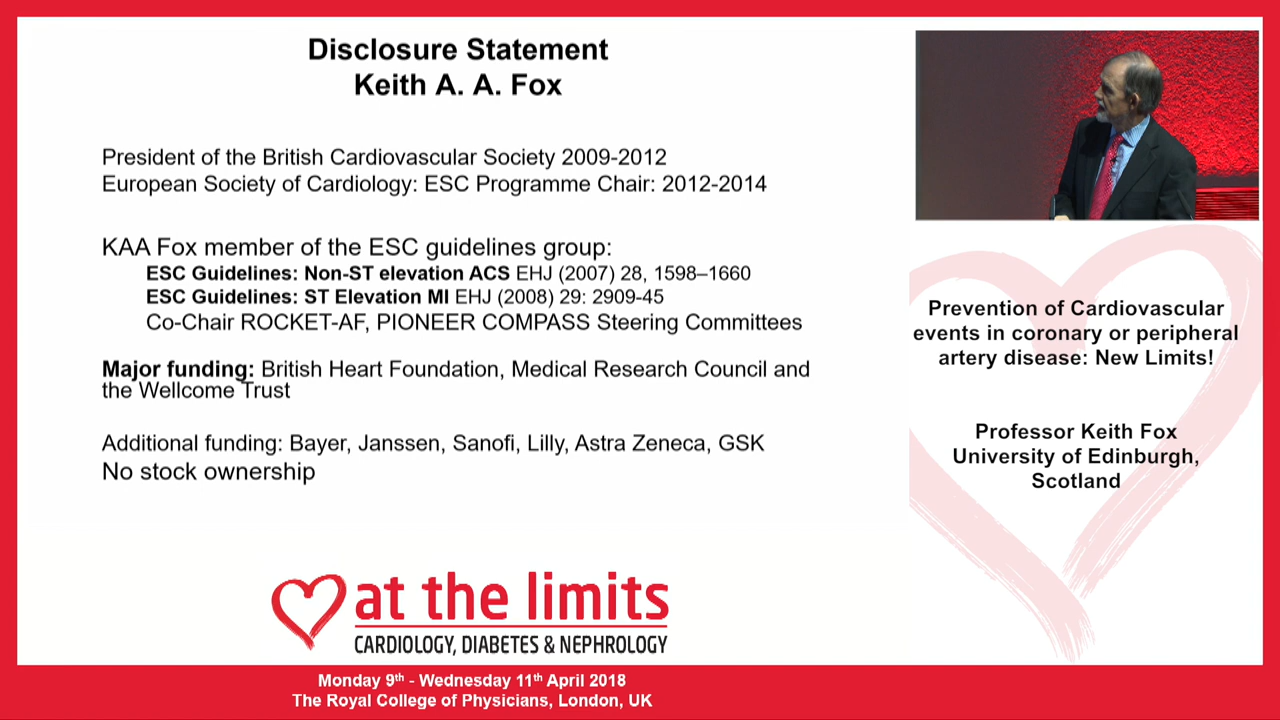 Disclosure Statement
Keith A. A. Fox
President of the British Cardiovascular Society 2009-2012
European Society of Cardiology: ESC Programme Chair: 2012-2014
KAA Fox member of the ESC guidelines group:
ESC Guidelines: Non-ST elevation ACS EHJ (2007) 28, 1598–1660
ESC Guidelines: ST Elevation MI EHJ (2008) 29: 2909-45
Co-Chair ROCKET-AF, PIONEER COMPASS Steering Committees
Major funding: British Heart Foundation, Medical Research Council and
the Wellcome Trust
Additional funding: Bayer, Janssen, Sanofi, Lilly, Astra Zeneca, GSK
No stock ownership
at the limits
CARDIOLOGY, DIABETES & NEPHROLOGY
Monday 9th - Wednesday 11th April 2018
The Royal College of Physicians, London, UK
Prevention of Cardiovascular
events in coronary or peripheral
artery disease: New Limits!
Professor Keith Fox
University of Edinburgh,
Scotland